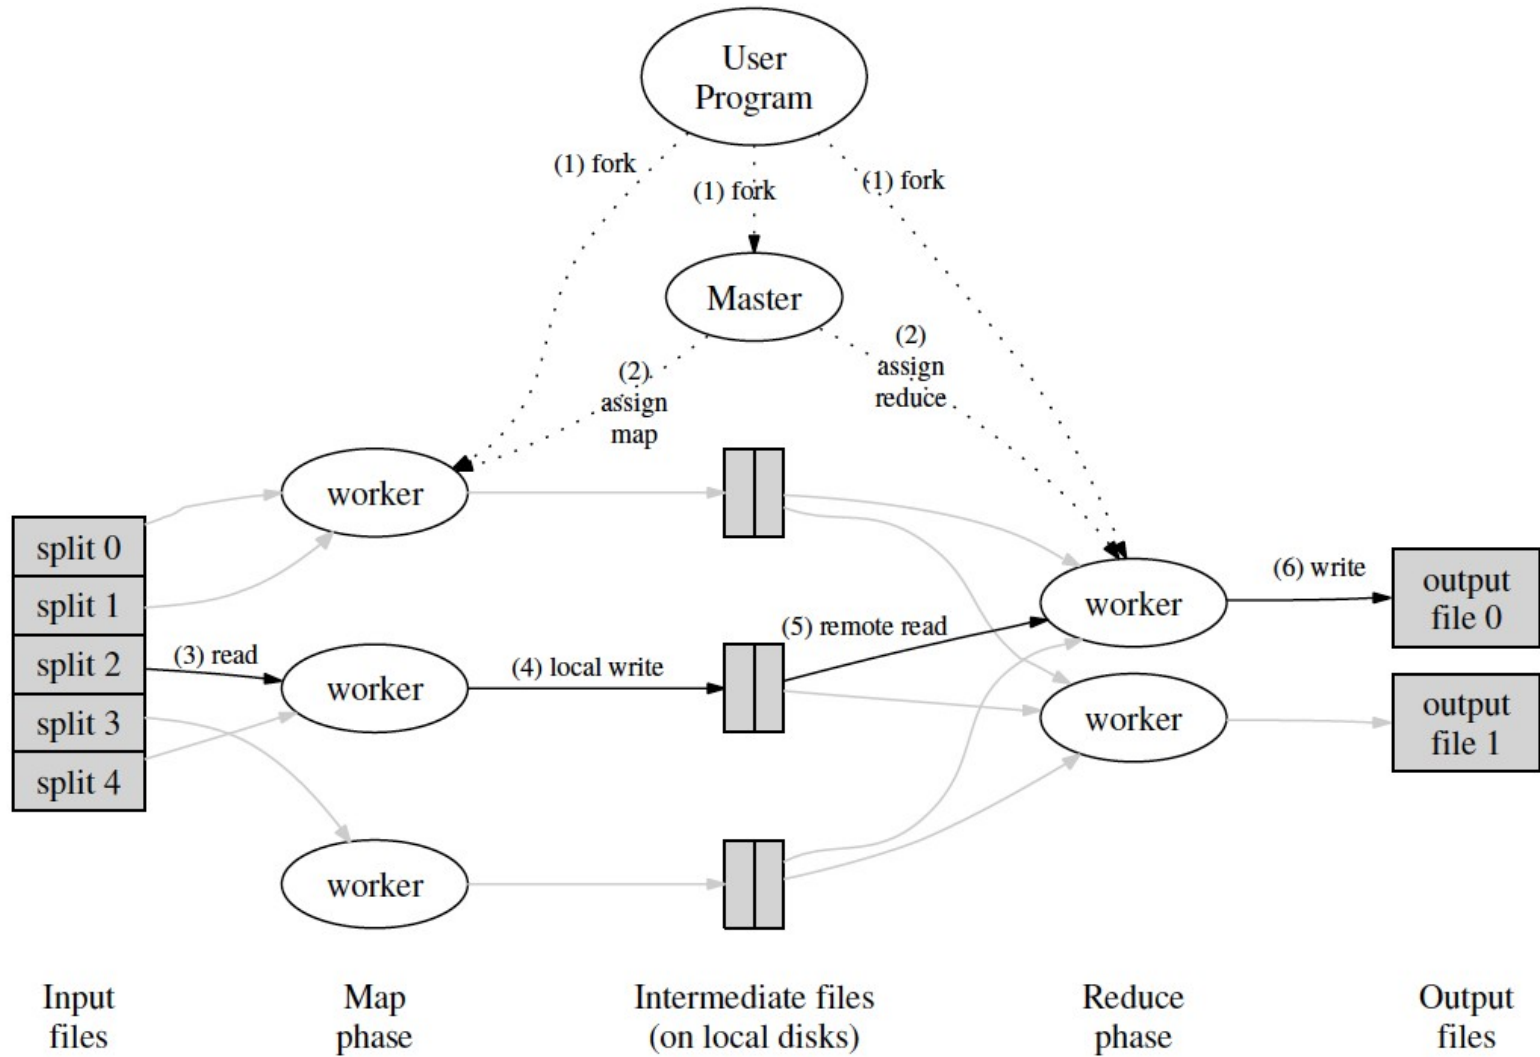 User
Program
(1) fork
(1) fork
(1) fork
Master
(2)
assign
map
(2)
assign
reduce
worker
split 0
split 1
split 2
split 3
split 4
(3) read
worker
(4) local write
(5) remote read
worker
(6) write
output
file 0
worker
output
file 1
worker
Input
files
Map
phase
Intermediate files
(on local disks)
Reduce
phase
Output
files